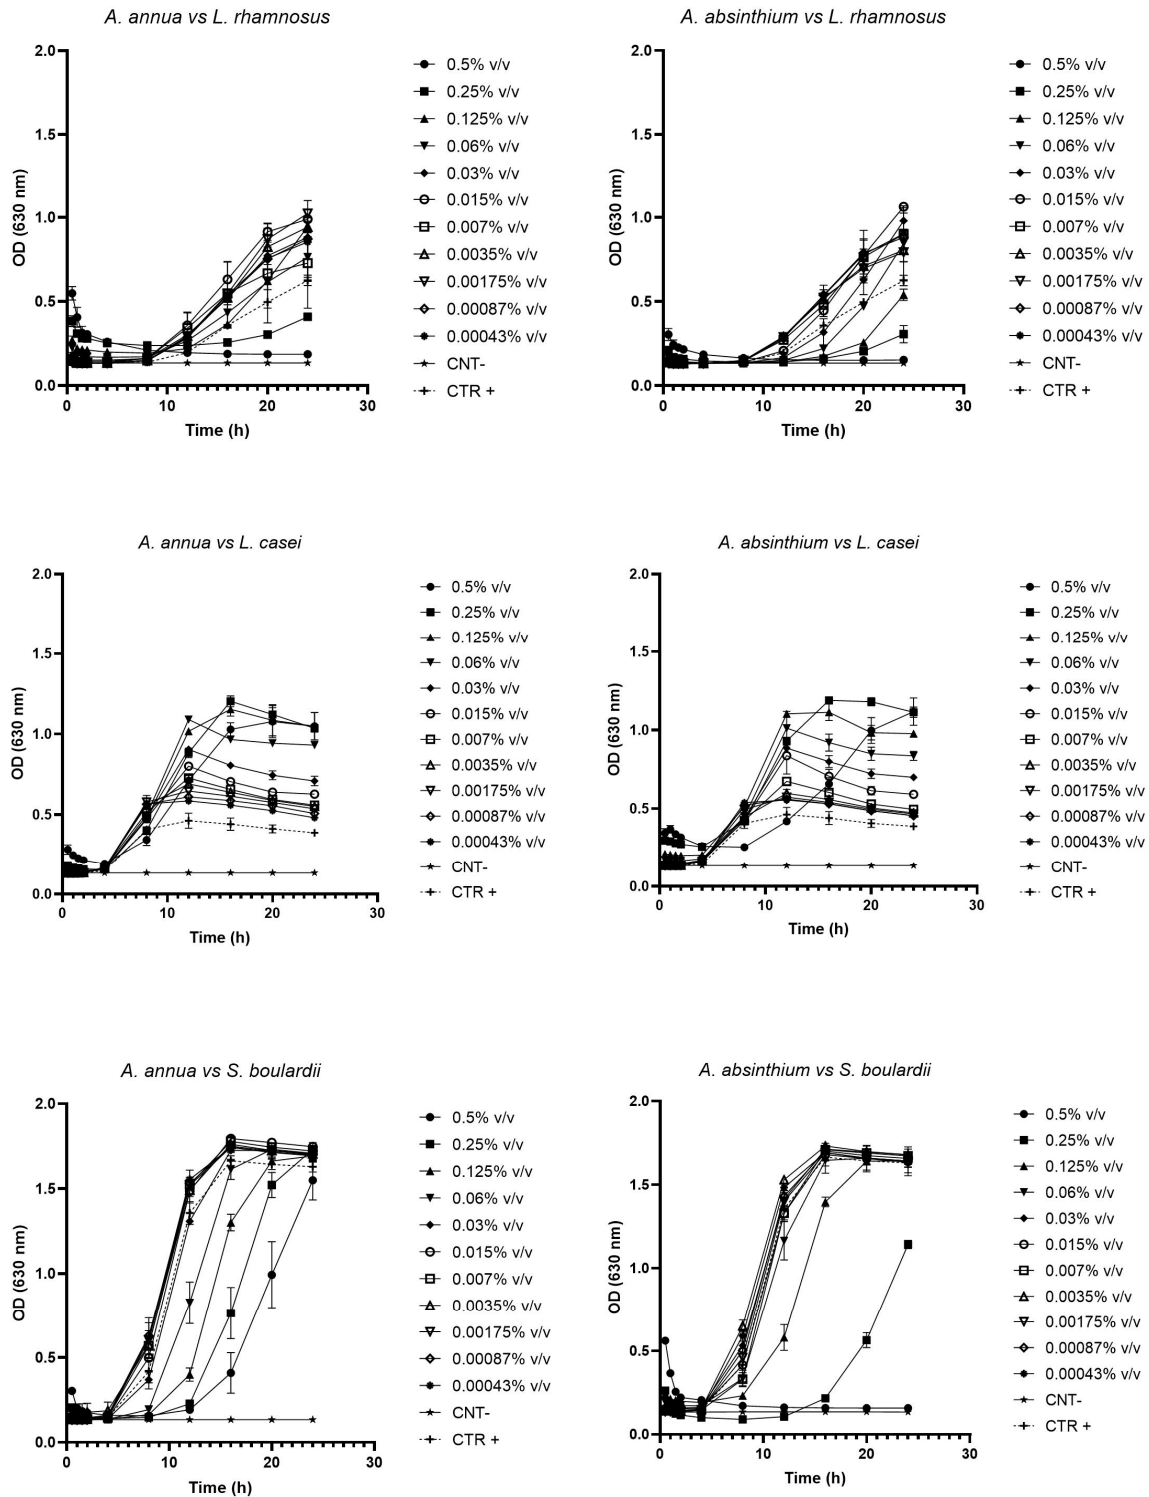 A. annua vs L. rhamnosus
2.0
1.5
1.0
0.5
0.0
OD (630 nm)
0
10
20
30
Time (h)
0.5% v/v
0.25% v/v
0.125% v/v
0.06% v/v
0.03% v/v
0.015% v/v
0.007% v/v
0.0035% v/v
0.00175% v/v
0.00087% v/v
0.00043% v/v
CNT-
CTR +
A. absinthium vs L. rhamnosus
2.0
1.5
1.0
0.5
0.0
OD (630 nm)
0
10
20
30
Time (h)
0.5% v/v
0.25% v/v
0.125% v/v
0.06% v/v
0.03% v/v
0.015% v/v
0.007% v/v
0.0035% v/v
0.00175% v/v
0.00087% v/v
0.00043% v/v
CNT-
CTR +
A. annua vs L. casei
2.0
1.5
1.0
0.5
0.0
OD (630 nm)
0
10
20
30
Time (h)
0.5% v/v
0.25% v/v
0.125% v/v
0.06% v/v
0.03% v/v
0.015% v/v
0.007% v/v
0.0035% v/v
0.00175% v/v
0.00087% v/v
0.00043% v/v
CNT-
CTR +
A. absinthium vs L. casei
2.0
1.5
1.0
0.5
0.0
OD (630 nm)
0
10
20
30
Time (h)
0.5% v/v
0.25% v/v
0.125% v/v
0.06% v/v
0.03% v/v
0.015% v/v
0.007% v/v
0.0035% v/v
0.00175% v/v
0.00087% v/v
0.00043% v/v
CNT-
CTR +
A. annua vs S. boulardii
2.0
1.5
1.0
0.5
0.0
OD (630 nm)
0
10
20
30
Time (h)
0.5% v/v
0.25% v/v
0.125% v/v
0.06% v/v
0.03% v/v
0.015% v/v
0.007% v/v
0.0035% v/v
0.00175% v/v
0.00087% v/v
0.00043% v/v
CNT-
CTR +
A. absinthium vs S. boulardii
2.0
1.5
1.0
0.5
0.0
OD (630 nm)
0
10
20
30
Time (h)
0.5% v/v
0.25% v/v
0.125% v/v
0.06% v/v
0.03% v/v
0.015% v/v
0.007% v/v
0.0035% v/v
0.00175% v/v
0.00087% v/v
0.00043% v/v
CNT-
CTR +